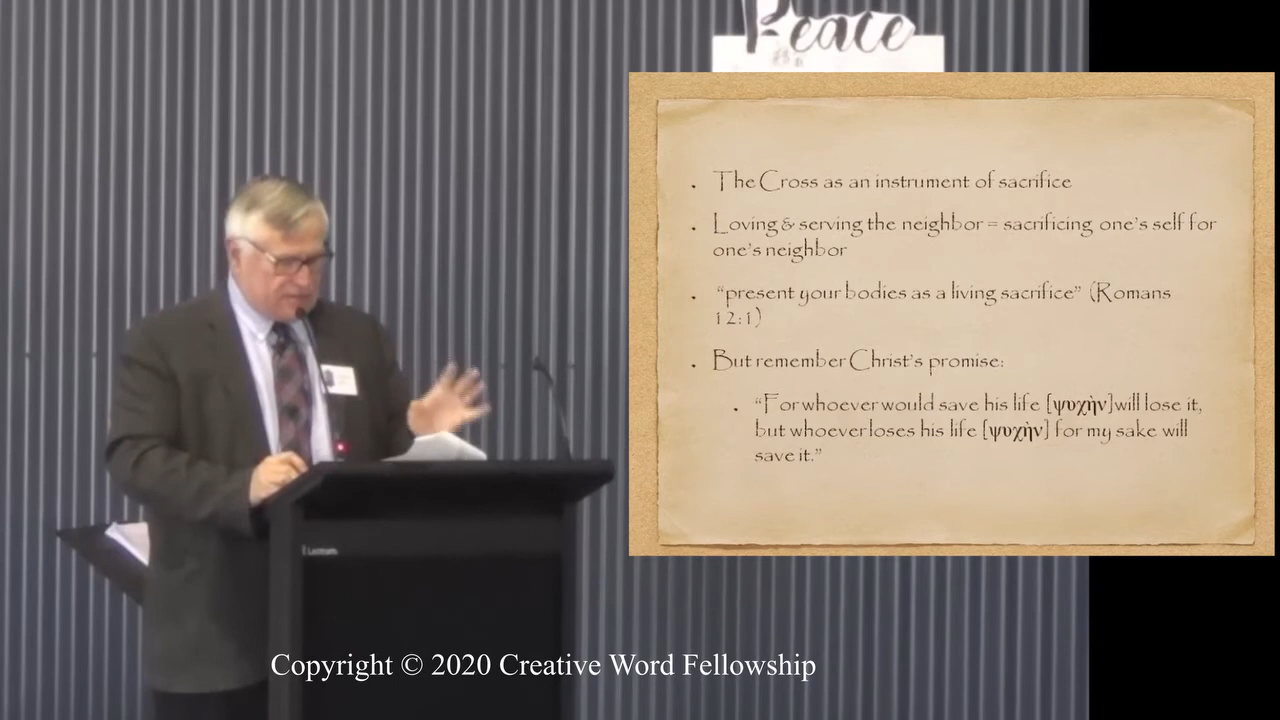 Peace
• The Cross as an instrument of sacrifice
• Loving & serving the neighbor = sacrificing one's self for
one's neighbor
• “present your bodies as a living sacrifice” (Romans
12:1)
• But remember Christ's promise:
• “For whoever would save his life [ψυχὴν]will lose it,
but whoever loses his life [ψυχὴν] for my sake will
save it.”
Copyright © 2020 Creative Word Fellowship